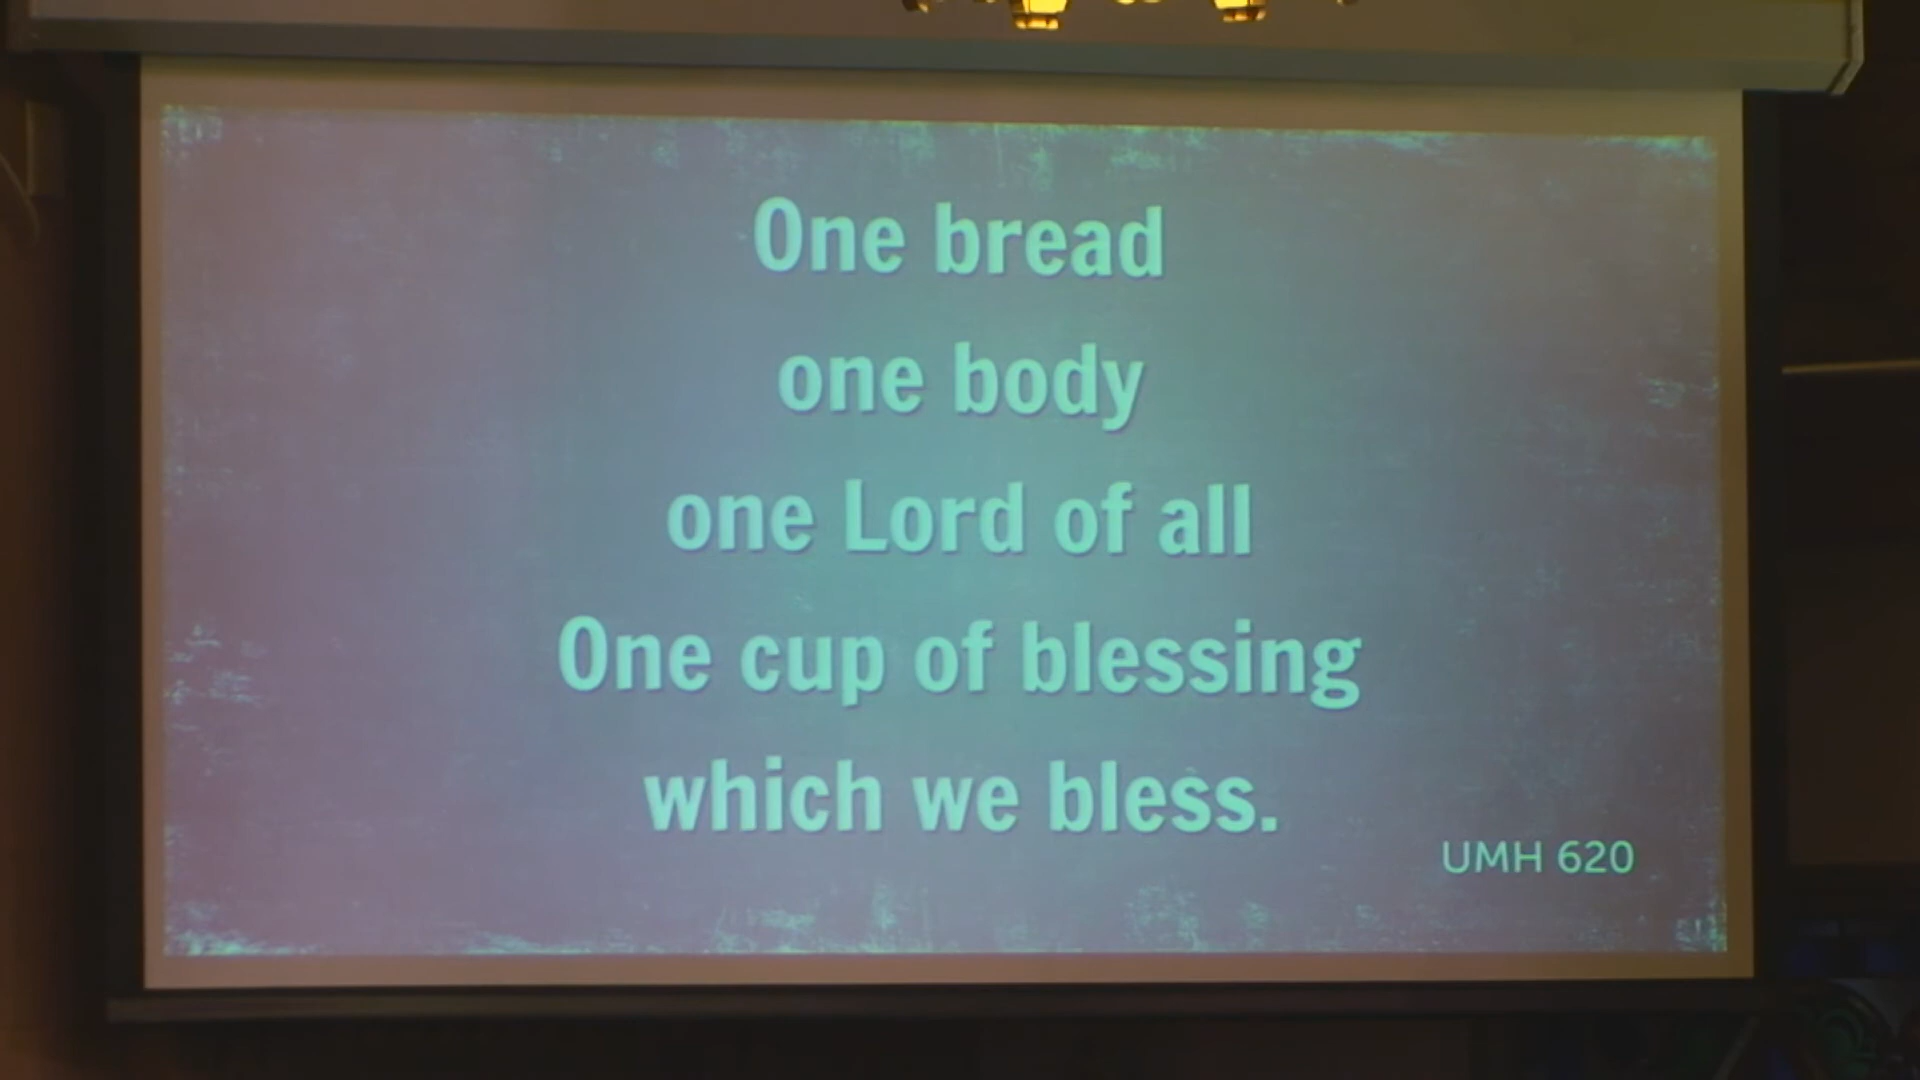 One bread
one body
one Lord of all
One cup of blessing
which we bless.
UMH 620